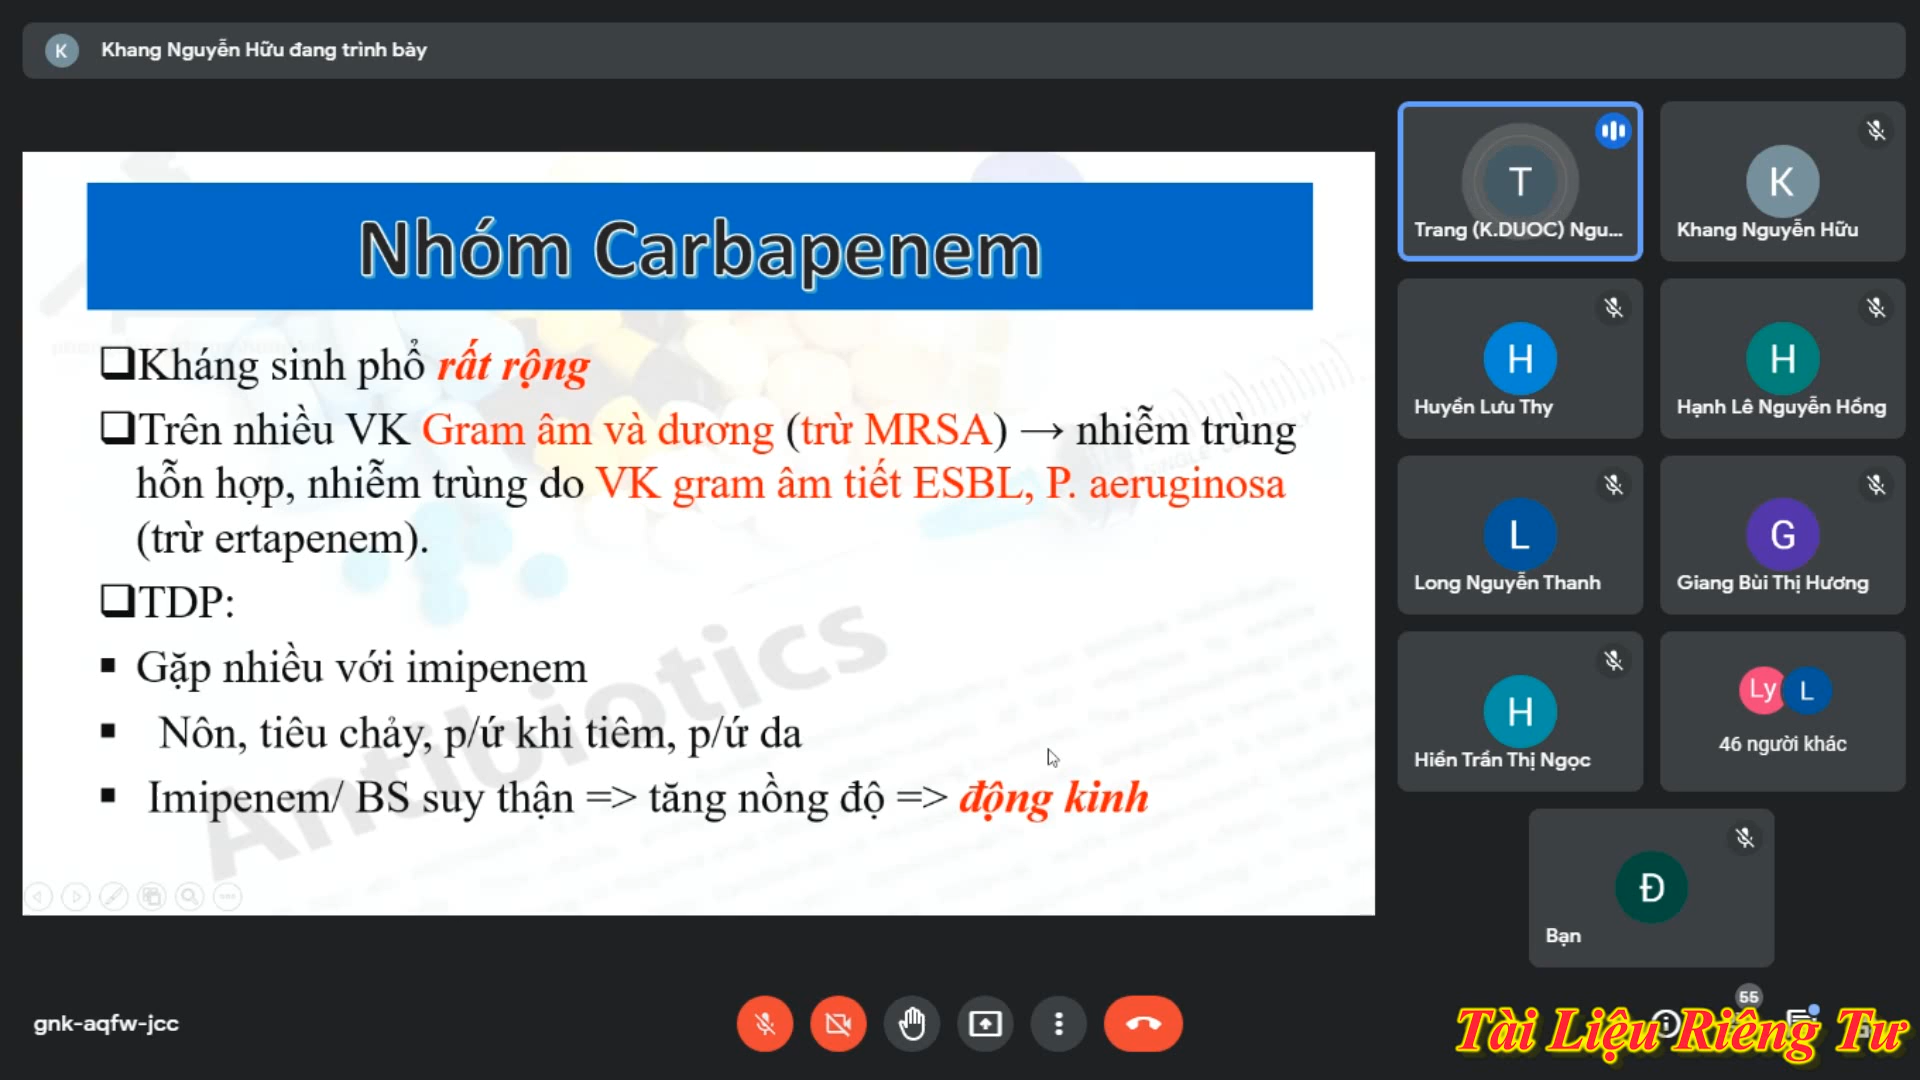 K
Khang Nguyễn Hữu đang trình bày
Nhóm Carbapenem
Kháng sinh phổ rất rộng
Trên nhiều VK Gram âm và dương (trừ MRSA) → nhiễm trùng
hỗn hợp, nhiễm trùng do VK gram âm tiết ESBL, P. aeruginosa
(trừ ertapenem).
TDP:
Gặp nhiều với imipenem
Nôn, tiêu chảy, p/ứ khi tiêm, p/ứ da
Imipenem/ BS suy thận => tăng nồng độ => động kinh
Antibiotics
T
Trang (K.DUOC) Ngu...
K
Khang Nguyễn Hữu
H
Huyền Lưu Thy
H
Hạnh Lê Nguyễn Hồng
L
Long Nguyễn Thanh
G
Giang Bùi Thị Hương
H
Hiền Trần Thị Ngọc
Ly L
46 người khác
Đ
Bạn
gnk-aqfw-jcc
55
Tài Liệu Riêng Tư